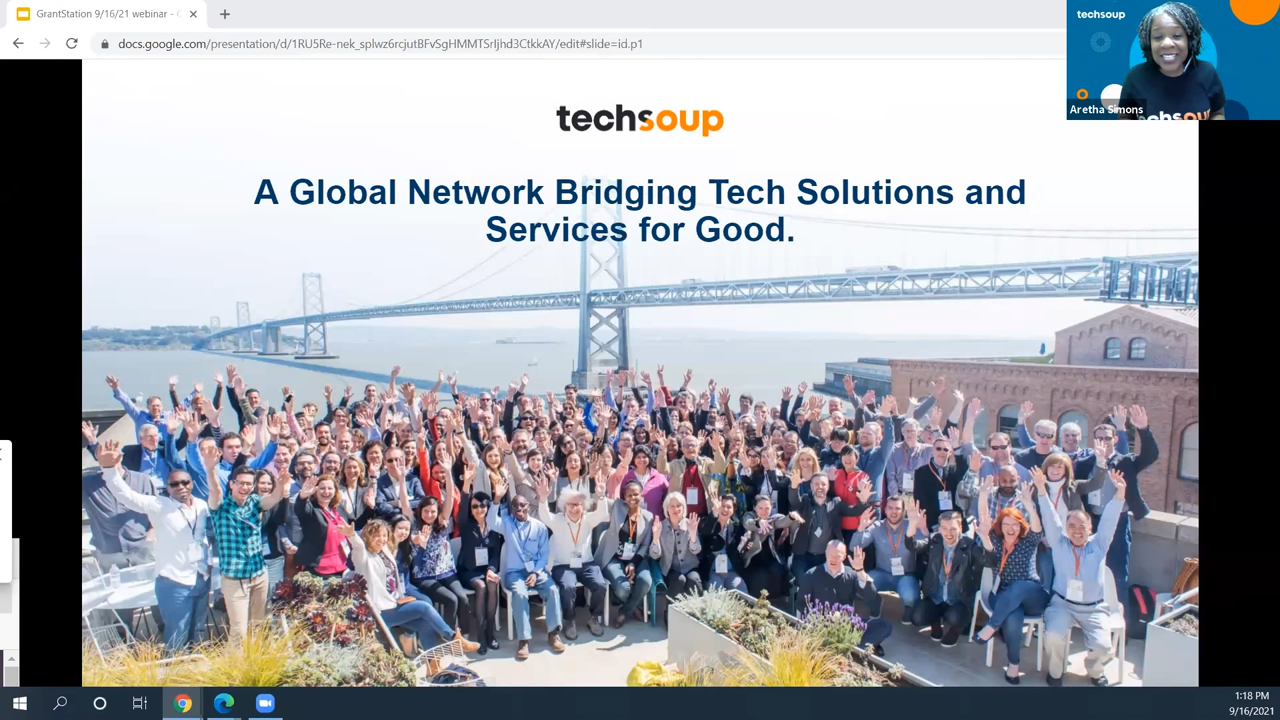 GrantStation 9/16/21 webinar - G
docs.google.com/presentation/d/1RU5Re-nek_splwz6rojutBFvSgHMMTSrIjhd3CtkkAY/edit#slide=id.p1
techsoup
Aretha Simons
techsoup
A Global Network Bridging Tech Solutions and
Services for Good.
1:18 PM
9/16/2021